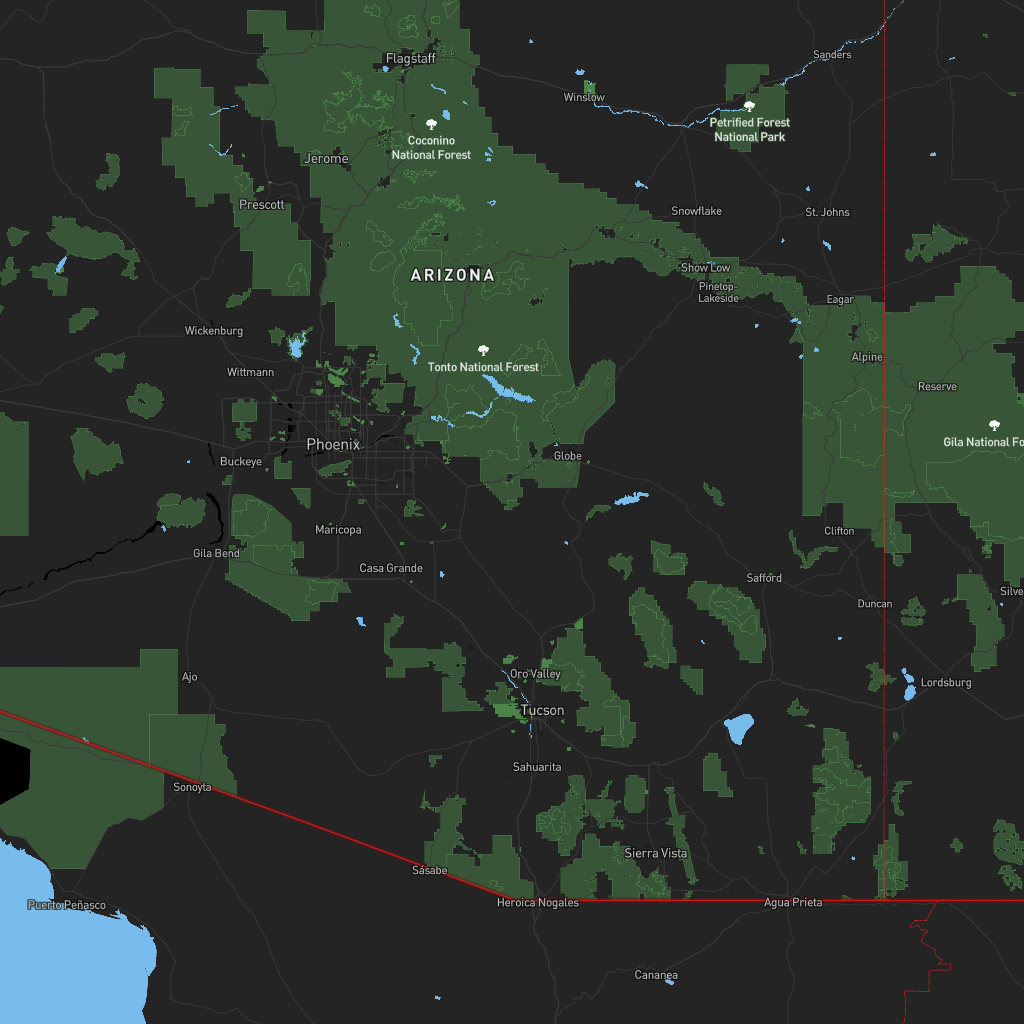 Sanders
Flagstaff
Winslow
Petrified Forest
National Park
Coconino
National Forest
Jerome
Prescott
Snowflake
St. Johns
ARIZONA
Show Low
Pinetop-
Lakeside
Eagar
Wickenburg
Alpine
Wittmann
Tonto National Forest
Reserve
Phoenix
Gila National Fo
Buckeye
Globe
Maricopa
Clifton
Gila Bend
Casa Grande
Safford
Silve
Duncan
Ajo
Oro Valley
Lordsburg
Tucson
Sahuarita
Sonoyta
Sierra Vista
Sásabe
Puerto Peñasco
Heroica Nogales
Agua Prieta
Cananea